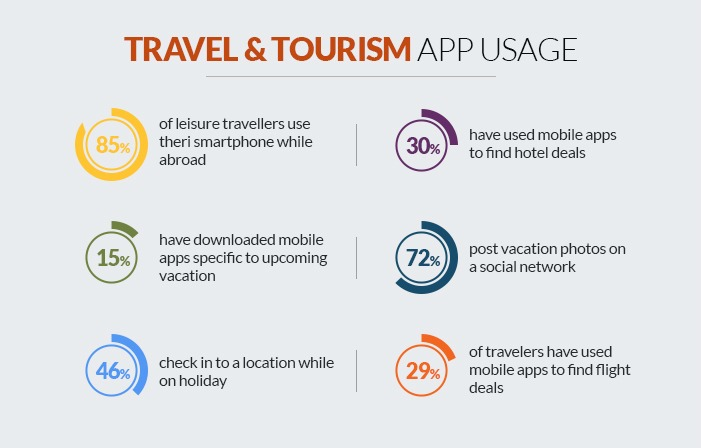 TRAVEL & TOURISM APP USAGE
85%
of leisure travellers use
theri smartphone while
abroad
30%
have used mobile apps
to find hotel deals
15%
have downloaded mobile
apps specific to upcoming
vacation
72%
post vacation photos on
a social network
46%
check in to a location while
on holiday
29%
of travelers have used
mobile apps to find flight
deals